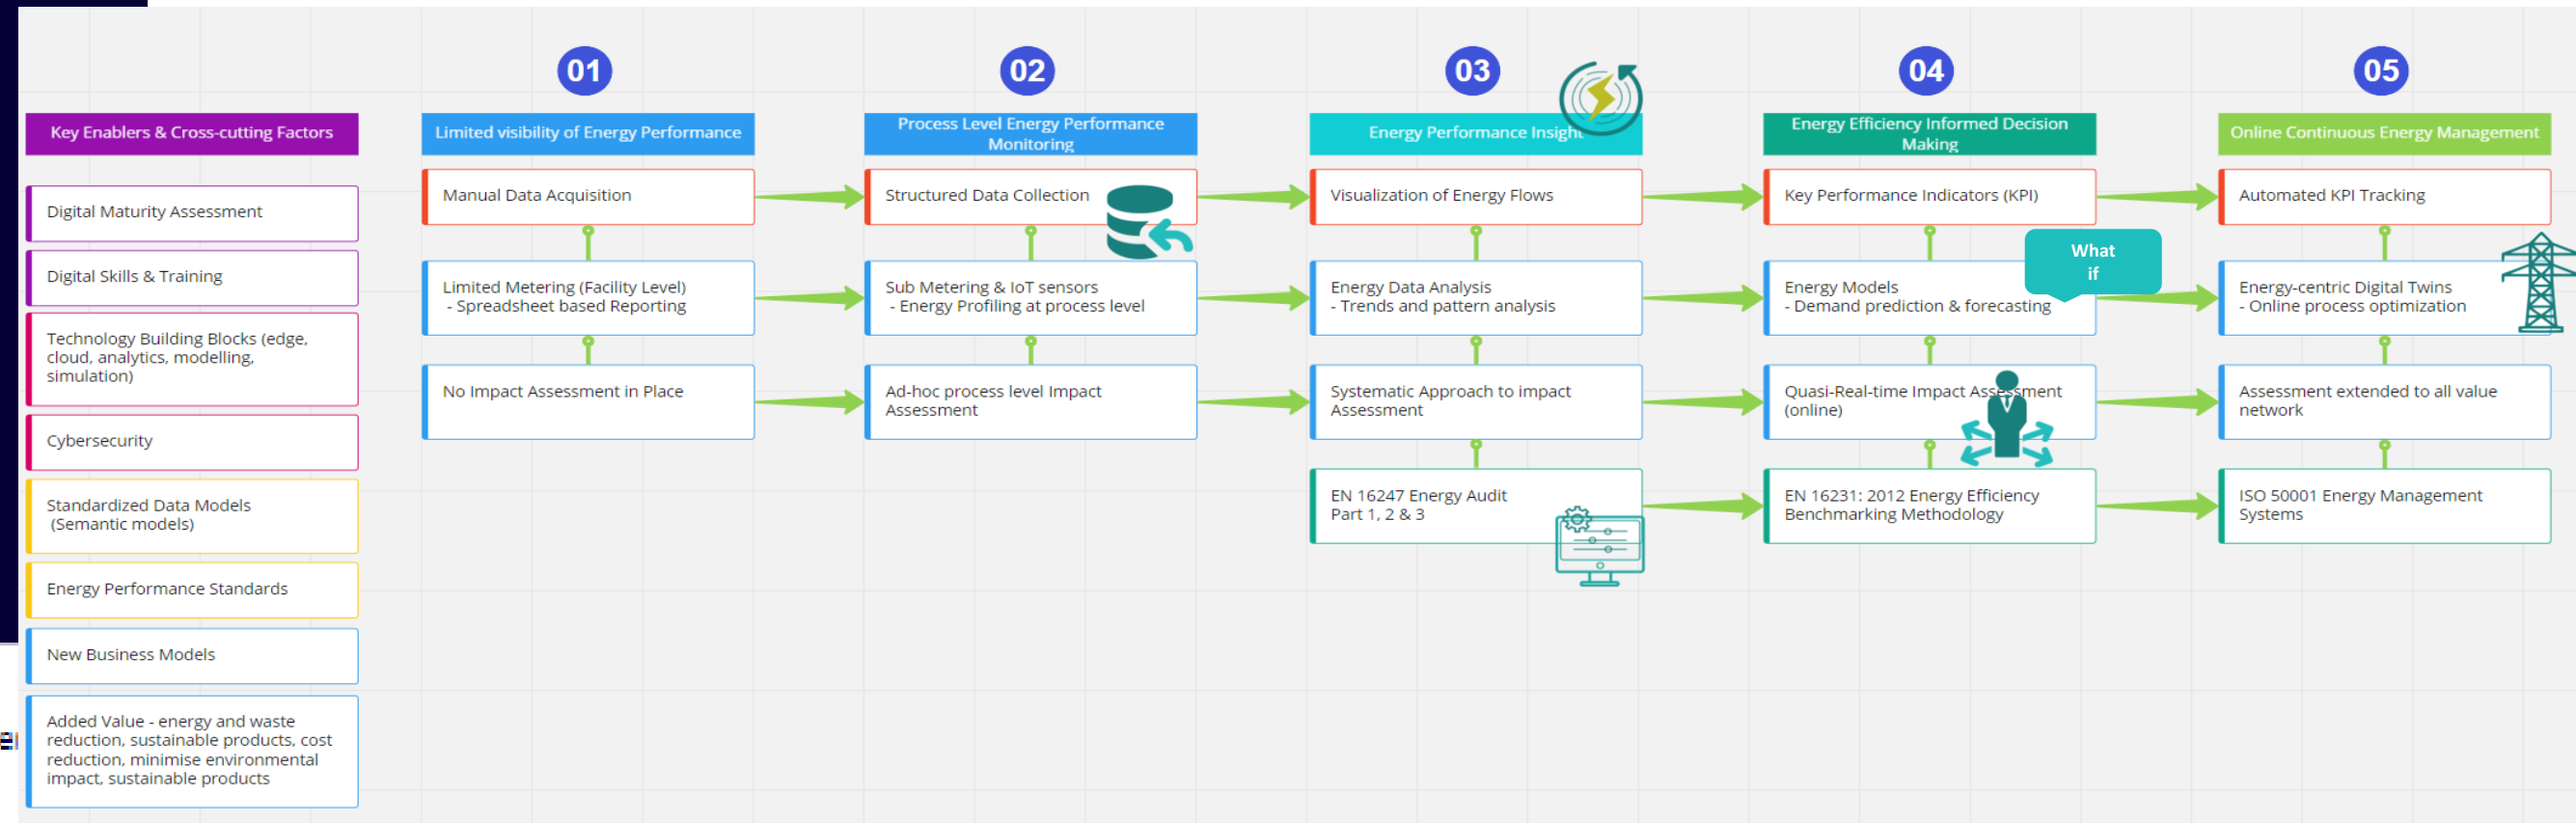 01
02
03
04
05
Key Enablers & Cross-cutting Factors
Digital Maturity Assessment
Digital Skills & Training
Technology Building Blocks (edge,
cloud, analytics, modelling,
simulation)
Cybersecurity
Standardized Data Models
(Semantic models)
Energy Performance Standards
New Business Models
Added Value - energy and waste
reduction, sustainable products, cost
reduction, minimise environmental
impact, sustainable products
Limited visibility of Energy Performance
Manual Data Acquisition
Limited Metering (Facility Level)
- Spreadsheet based Reporting
No Impact Assessment in Place
Process Level Energy Performance
Monitoring
Structured Data Collection
Sub Metering & IoT sensors
- Energy Profiling at process level
Ad-hoc process level Impact
Assessment
Energy Performance Insight
Visualization of Energy Flows
Energy Data Analysis
- Trends and pattern analysis
Systematic Approach to impact
Assessment
EN 16247 Energy Audit
Part 1, 2 & 3
Energy Efficiency Informed Decision
Making
Key Performance Indicators (KPI)
What
if
Energy Models
- Demand prediction & forecasting
Quasi-Real-time Impact Assessment
(online)
EN 16231: 2012 Energy Efficiency
Benchmarking Methodology
Online Continuous Energy Management
Automated KPI Tracking
Energy-centric Digital Twins
- Online process optimization
Assessment extended to all value
network
ISO 50001 Energy Management
Systems